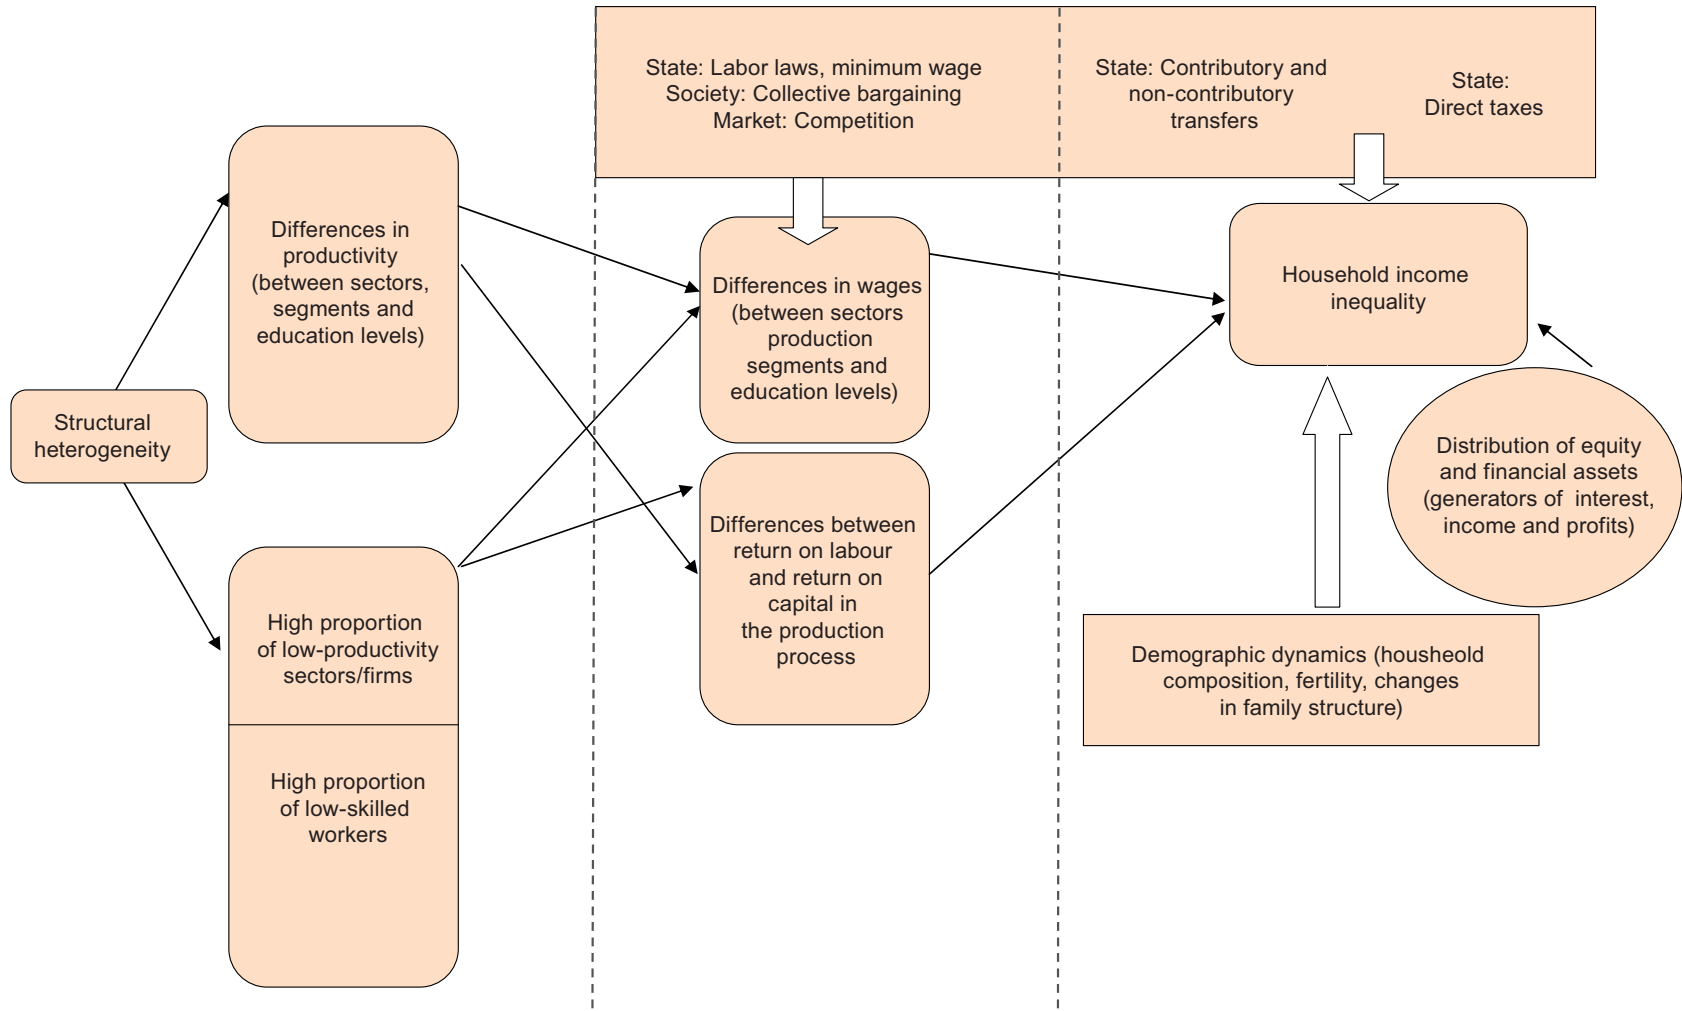 State: Labor laws, minimum wage
Society: Collective bargaining
Market: Competition
State: Contributory and
non-contributory
transfers
State:
Direct taxes
Differences in
productivity
(between sectors,
segments and
education levels)
Structural
heterogeneity
High proportion
of low-productivity
sectors/firms
High proportion
of low-skilled
workers
Differences in wages
(between sectors
production
segments and
education levels)
Differences between
return on labour
and return on
capital in
the production
process
Household income
inequality
Distribution of equity
and financial assets
(generators of interest,
income and profits)
Demographic dynamics (housheold
composition, fertility, changes
in family structure)